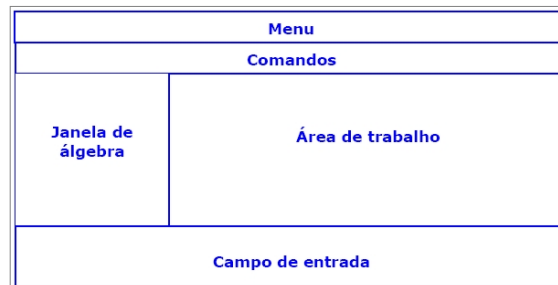 Menu
Comandos
Janela de
álgebra
Área de trabalho
Campo de entrada